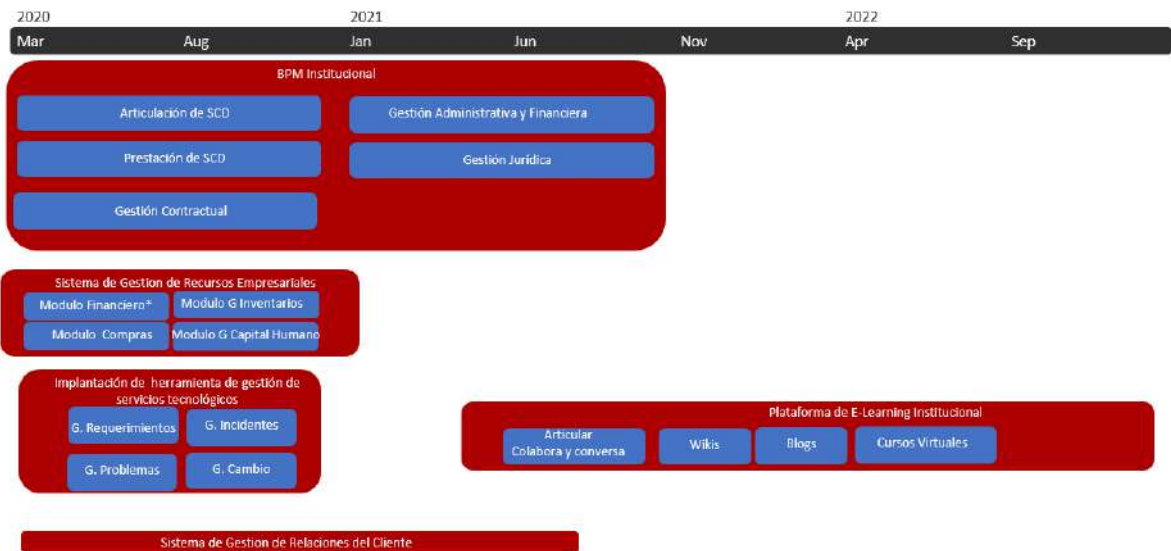 2020 2021 2022
Mar Aug Jan Jun Nov Apr Sep
BPM Institucional
Articulación de SCD
Gestión Administrativa y Financiera
Prestación de SCD
Gestión Jurídica
Gestión Contractual
Sistema de Gestion de Recursos Empresariales
Modulo Financiero*
Modulo G Inventarios
Modulo Compras
Modulo G Capital Humano
Implantación de herramienta de gestión de
servicios tecnológicos
G. Requerimientos
G. Incidentes
G. Problemas
G. Cambio
Plataforma de E-Learning Institucional
Articular
Colabora y conversa
Wikis
Blogs
Cursos Virtuales
Sistema de Gestion de Relaciones del Cliente